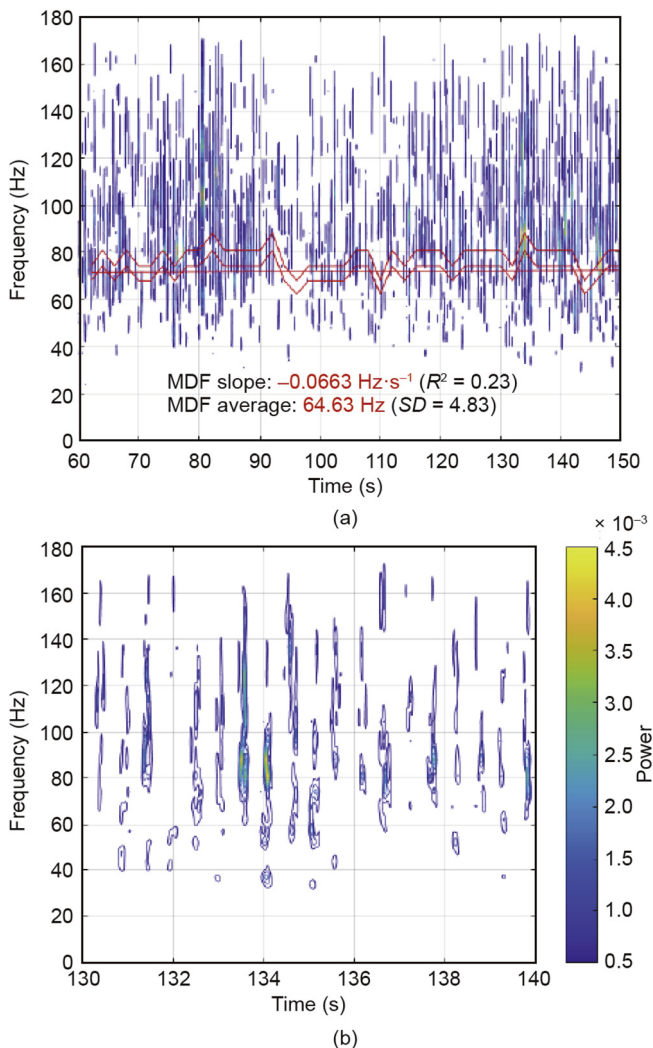 180
160
140
120
100
80
60
40
20
0
Frequency (Hz)
MDF slope: –0.0663 Hz·s⁻¹ (R² = 0.23)
MDF average: 64.63 Hz (SD = 4.83)
60 70 80 90 100 110 120 130 140 150
Time (s)
(a)
× 10⁻³
180
160
140
120
100
80
60
40
20
0
Frequency (Hz)
130 132 134 136 138 140
Time (s)
4.5
4.0
3.5
3.0
2.5
2.0
1.5
1.0
0.5
Power
(b)